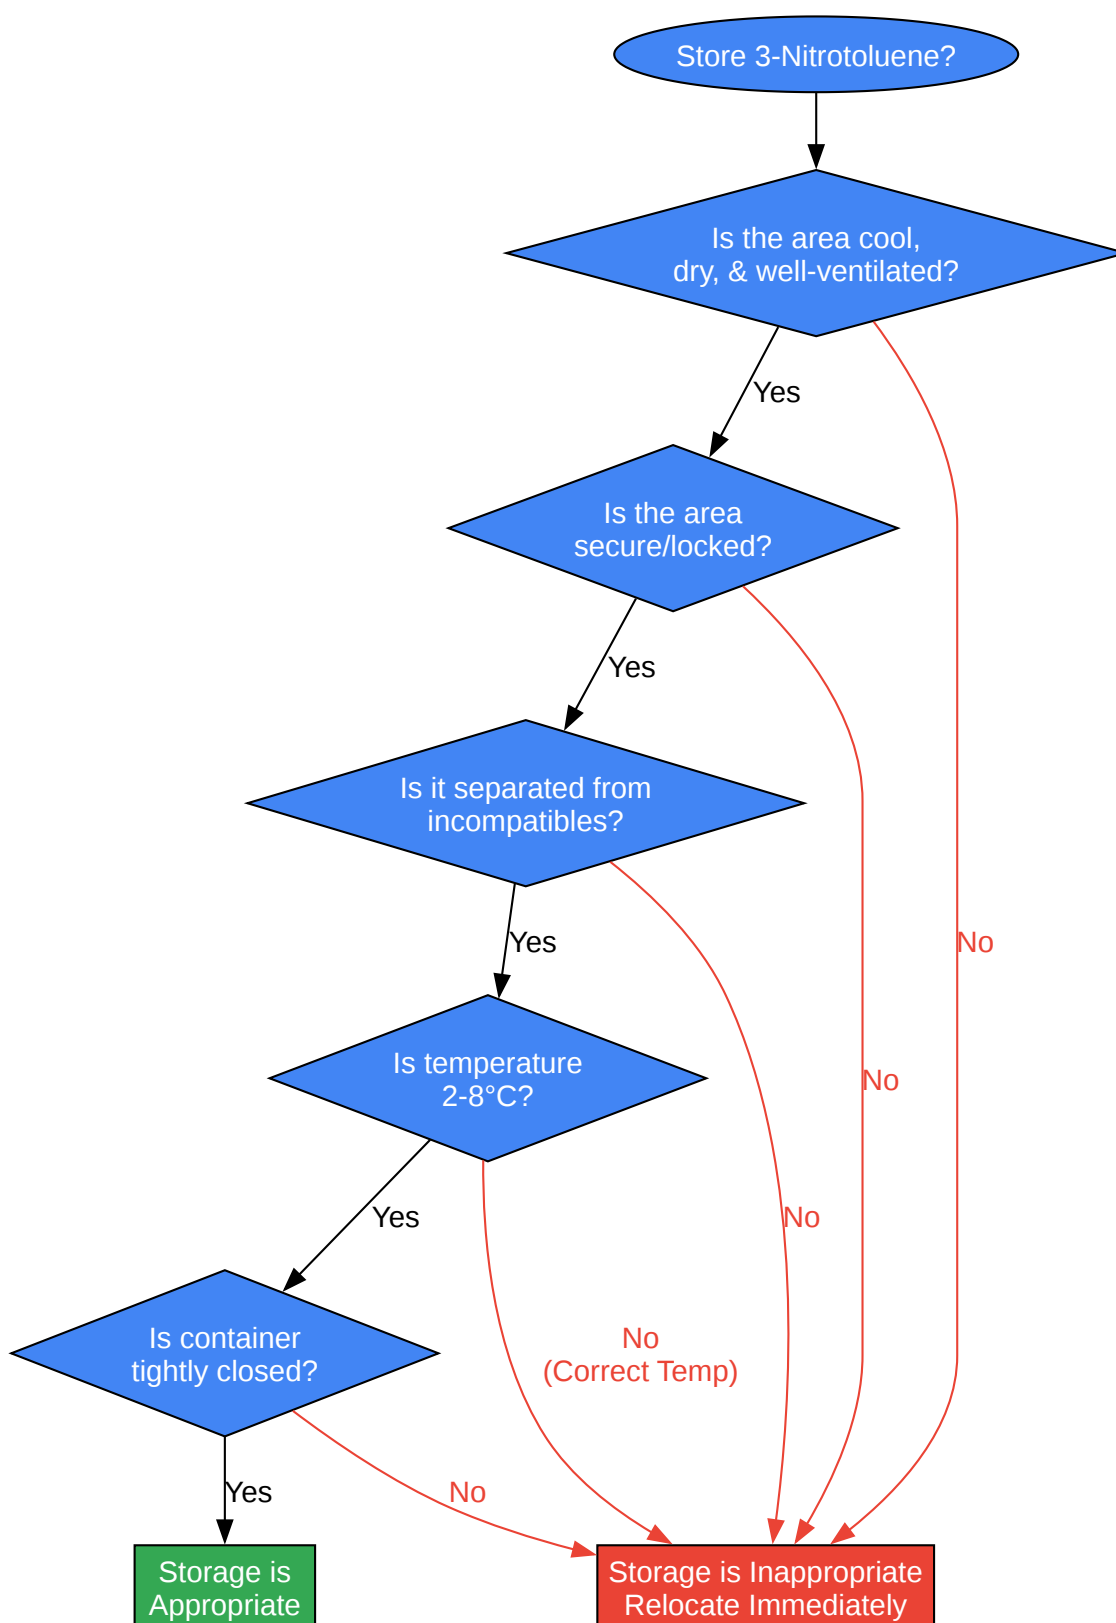 Store 3-Nitrotoluene?
Is the area cool,
dry, & well-ventilated?
Yes
Is the area
secure/locked?
Yes
Is it separated from
incompatibles?
Yes
No
Is temperature
2-8°C?
No
Yes
No
Is container
tightly closed?
No
(Correct Temp)
Yes
No
Storage is
Appropriate
Storage is Inappropriate
Relocate Immediately